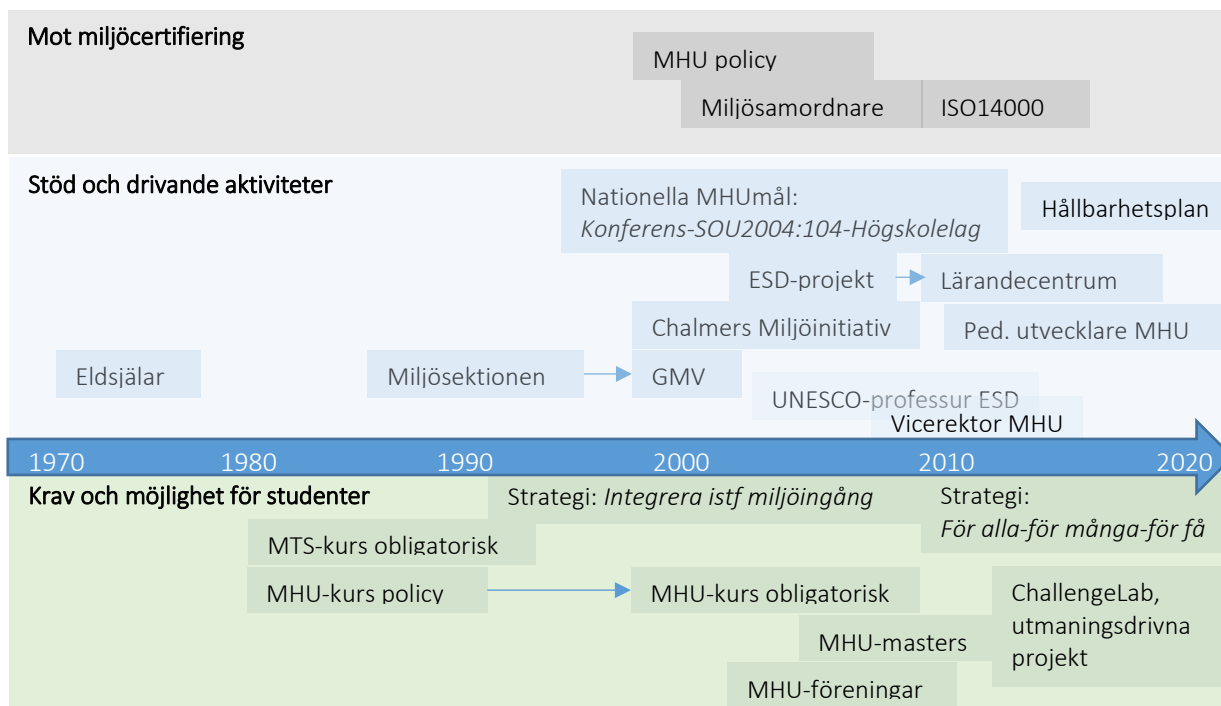 Mot miljöcertifiering
MHU policy
Miljösamordnare
ISO14000
Stöd och drivande aktiviteter
Nationella MHUmål:
Konferens-SOU2004:104-Högskolelag
Hållbarhetsplan
ESD-projekt
Lärandecentrum
Chalmers Miljöinitiativ
Ped. utvecklare MHU
Eldsjälar
Miljösektionen
GMV
UNESCO-professur ESD
Vicerektor MHU
1970
1980
1990
2000
2010
2020
Krav och möjlighet för studenter
Strategi: Integrera istf miljöingång
Strategi:
För alla-för många-för få
MTS-kurs obligatorisk
MHU-kurs policy
MHU-kurs obligatorisk
ChallengeLab,
utmaningsdrivna
projekt
MHU-masters
MHU-föreningar